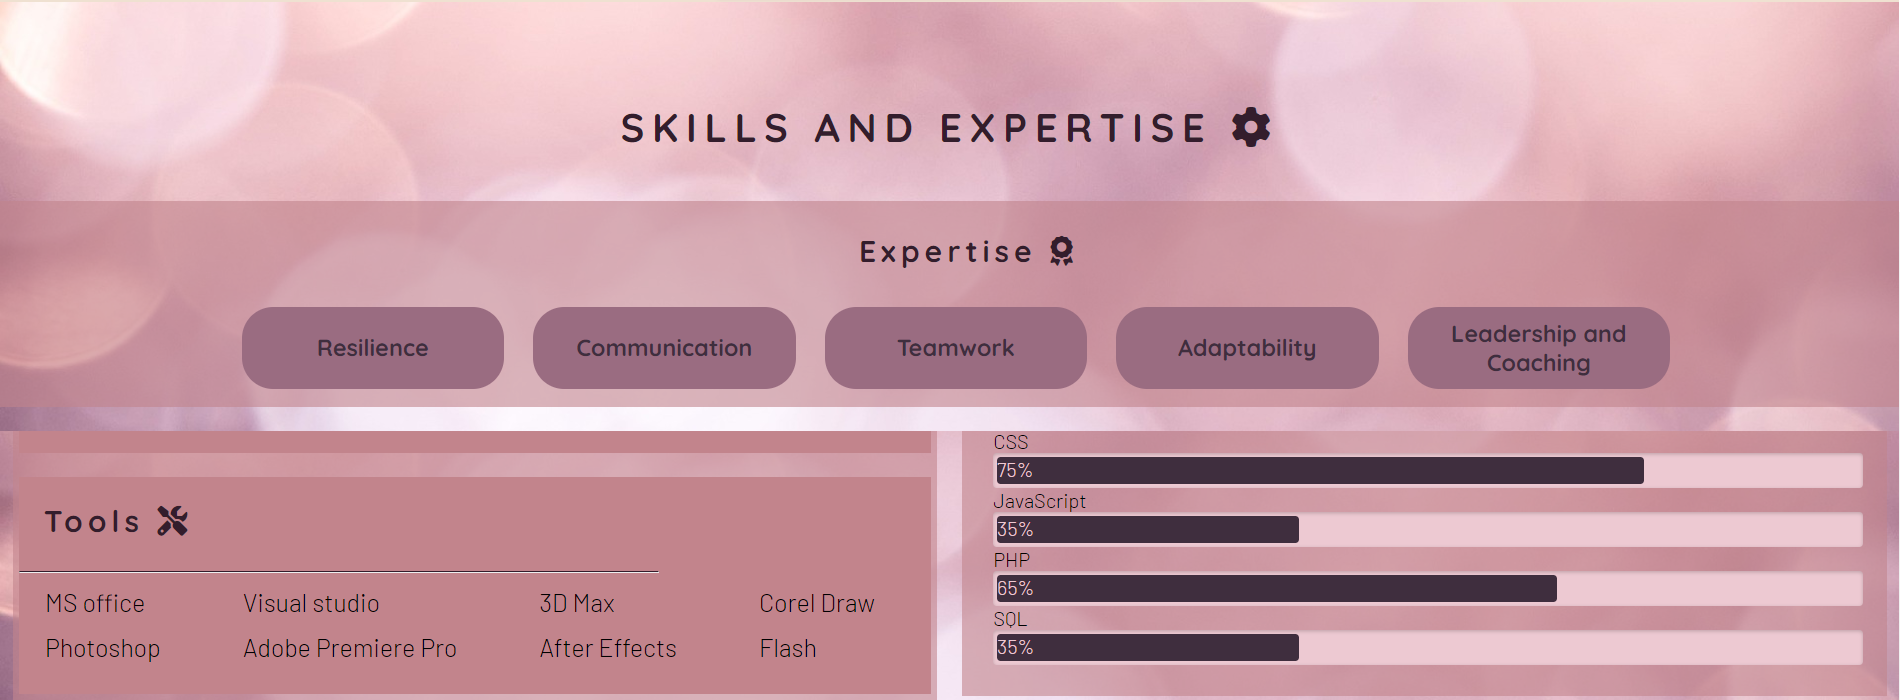 SKILLS AND EXPERTISE
Expertise
Resilience
Communication
Teamwork
Adaptability
Leadership and
Coaching
Tools
MS office Visual studio 3D Max Corel Draw
Photoshop Adobe Premiere Pro After Effects Flash
CSS
75%
JavaScript
35%
PHP
65%
SQL
35%